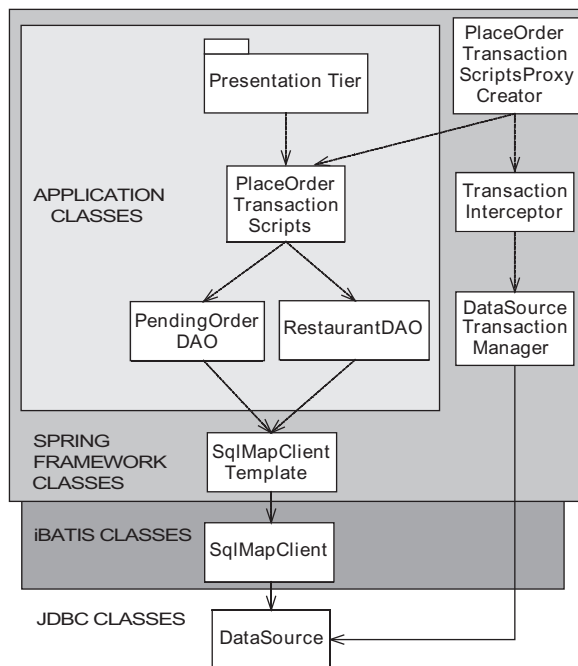 PlaceOrder
Transaction
ScriptsProxy
Creator
Presentation Tier
APPLICATION
CLASSES
PlaceOrder
Transaction
Scripts
Transaction
Interceptor
PendingOrder
DAO
RestaurantDAO
DataSource
Transaction
Manager
SPRING
FRAMEWORK
CLASSES
SqlMapClient
Template
iBATIS CLASSES
SqlMapClient
JDBC CLASSES
DataSource